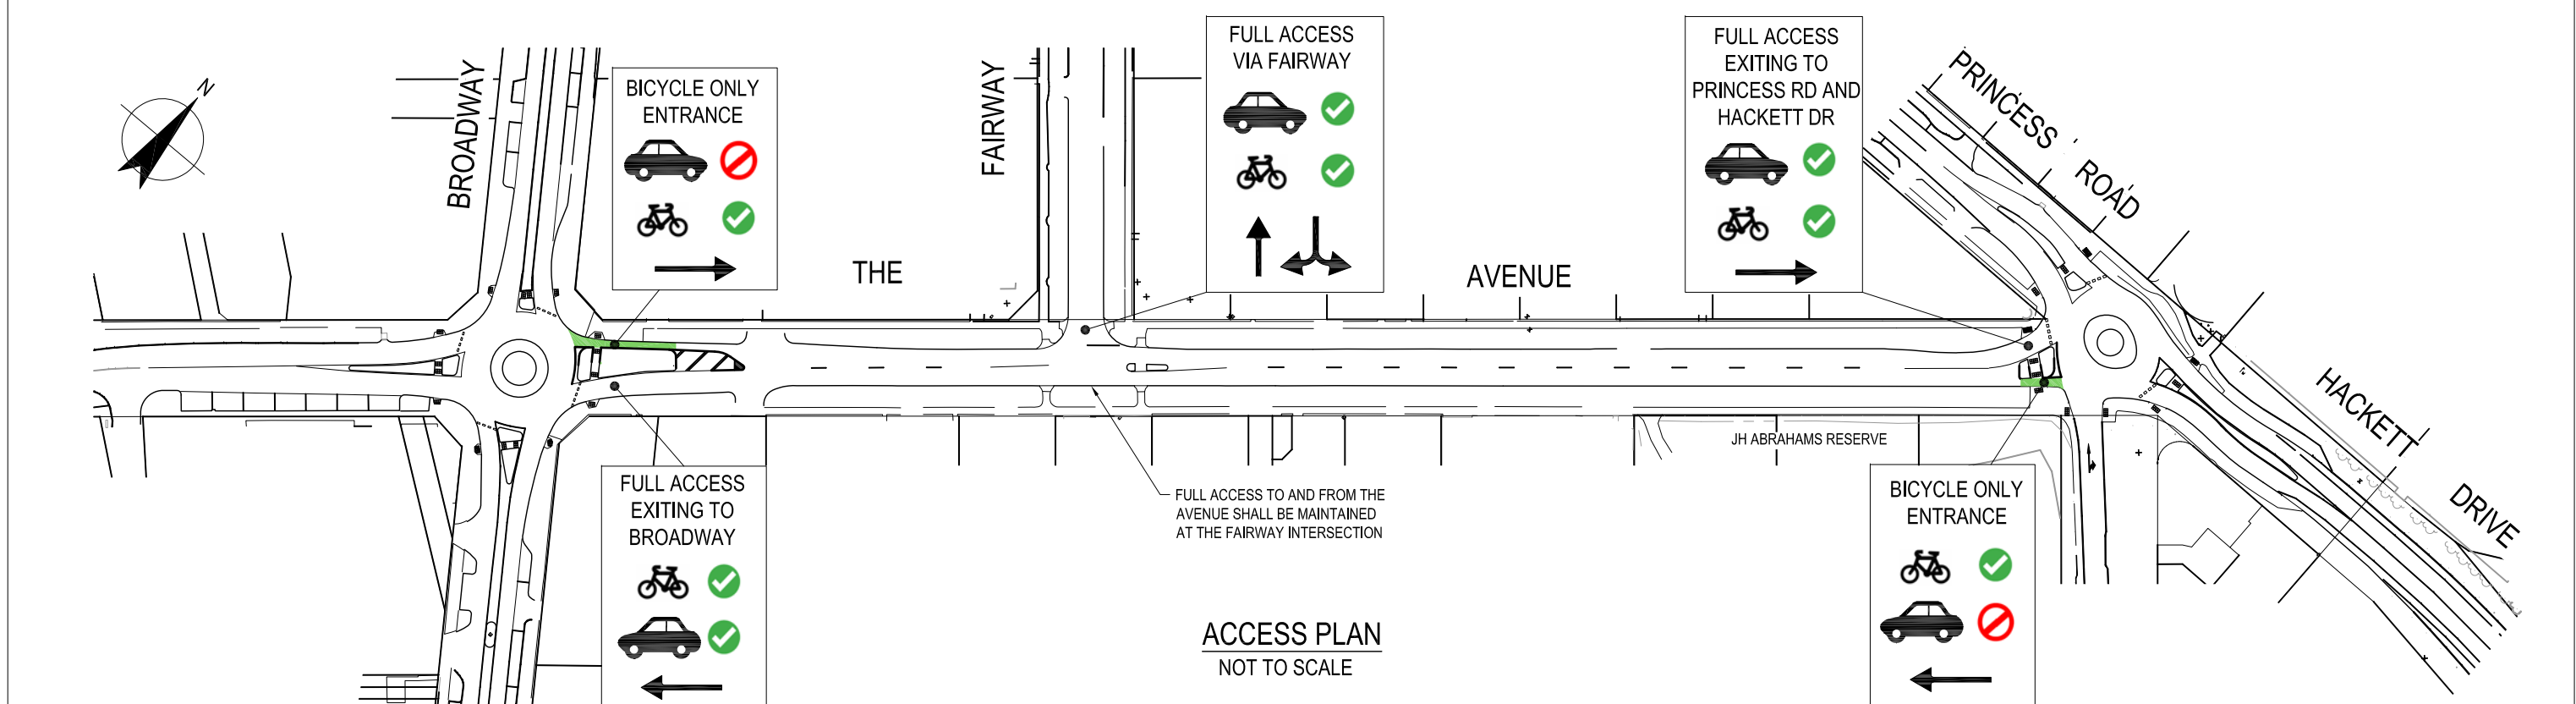 N
BROADWAY
BICYCLE ONLY
ENTRANCE
FAIRWAY
FULL ACCESS
VIA FAIRWAY
FULL ACCESS
EXITING TO
PRINCESS RD AND
HACKETT DR
PRINCESS ROAD
THE AVENUE
HACKETT DRIVE
JH ABRAHAMS RESERVE
FULL ACCESS
EXITING TO
BROADWAY
FULL ACCESS TO AND FROM THE
AVENUE SHALL BE MAINTAINED
AT THE FAIRWAY INTERSECTION
BICYCLE ONLY
ENTRANCE
ACCESS PLAN
NOT TO SCALE